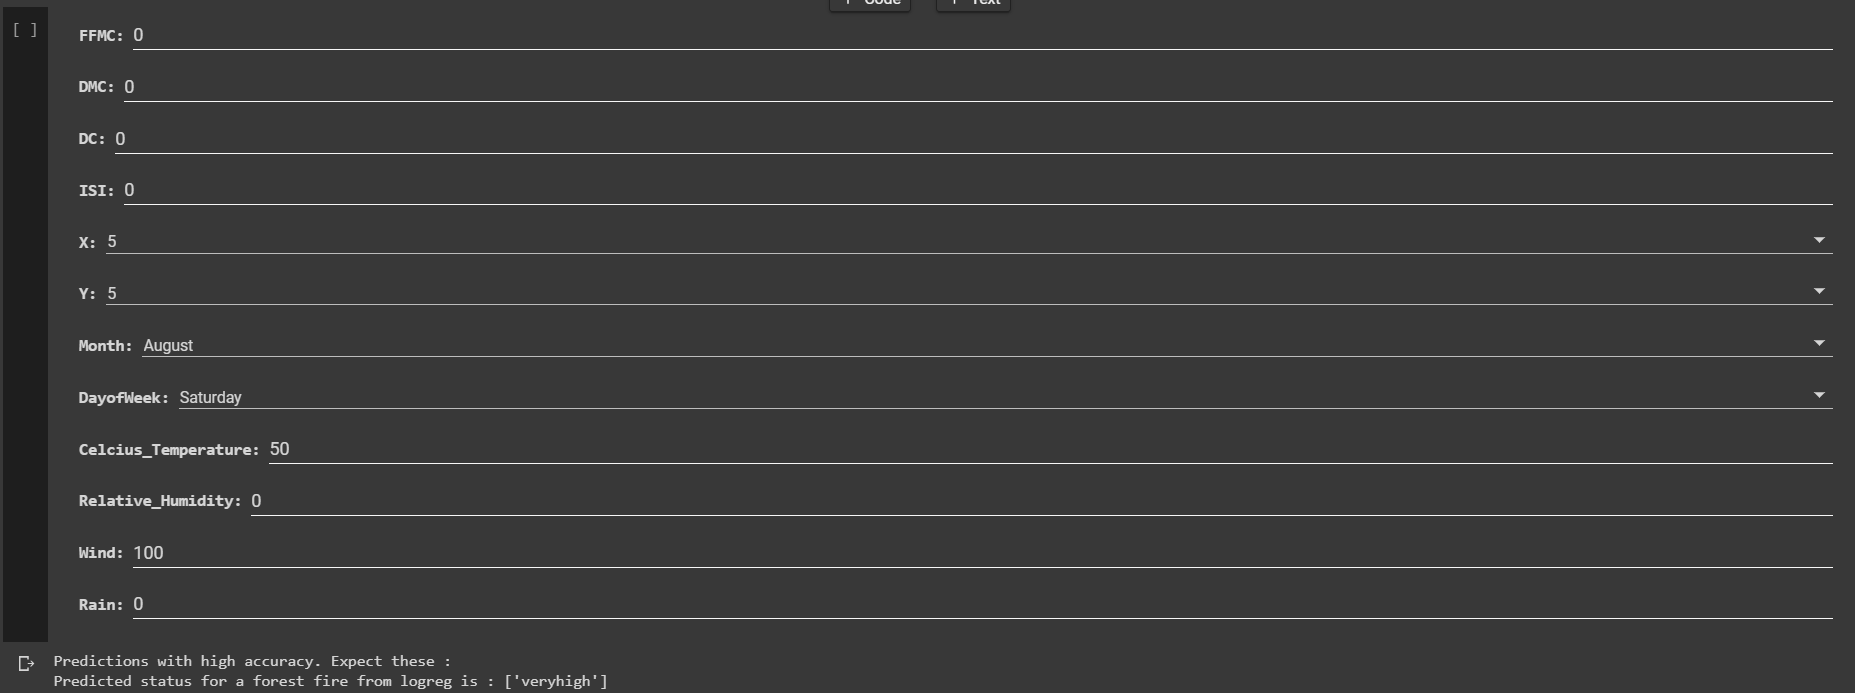 + Code + Text
[ ]
FFMC: 0
DMC: 0
DC: 0
ISI: 0
X: 5
Y: 5
Month: August
DayofWeek: Saturday
Celcius_Temperature: 50
Relative_Humidity: 0
Wind: 100
Rain: 0
Predictions with high accuracy. Expect these :
Predicted status for a forest fire from logreg is : ['veryhigh']